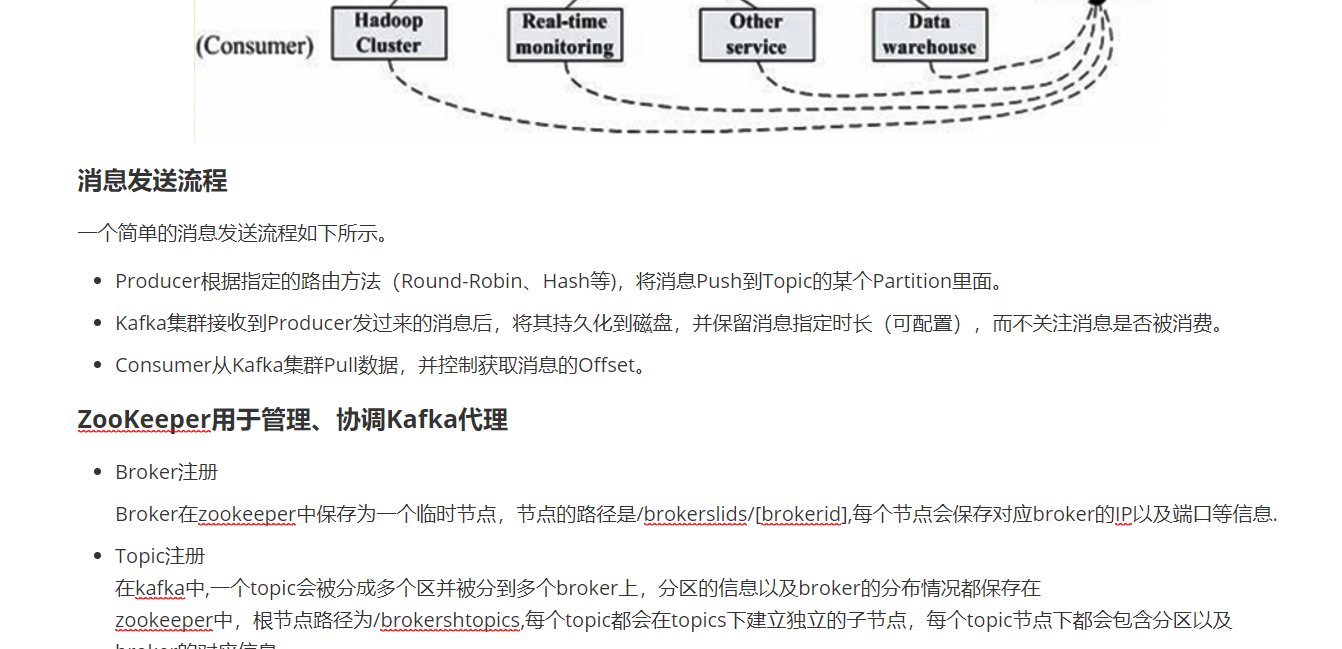 Hadoop Cluster
Real-time monitoring
Other service
Data warehouse
(Consumer)
消息发送流程
一个简单的消息发送流程如下所示。
Producer根据指定的路由方法（Round-Robin、Hash等)，将消息Push到Topic的某个Partition里面。
Kafka集群接收到Producer发过来的消息后，将其持久化到磁盘，并保留消息指定时长（可配置），而不关注消息是否被消费。
Consumer从Kafka集群Pull数据，并控制获取消息的Offset。
ZooKeeper用于管理、协调Kafka代理
Broker注册
Broker在zookeeper中保存为一个临时节点，节点的路径是/brokerslids/[brokerid],每个节点会保存对应broker的IP以及端口等信息.
Topic注册
在kafka中,一个topic会被分成多个区并被分到多个broker上，分区的信息以及broker的分布情况都保存在
zookeeper中，根节点路径为/brokershtopics,每个topic都会在topics下建立独立的子节点，每个topic节点下都会包含分区以及
broker的对应信息